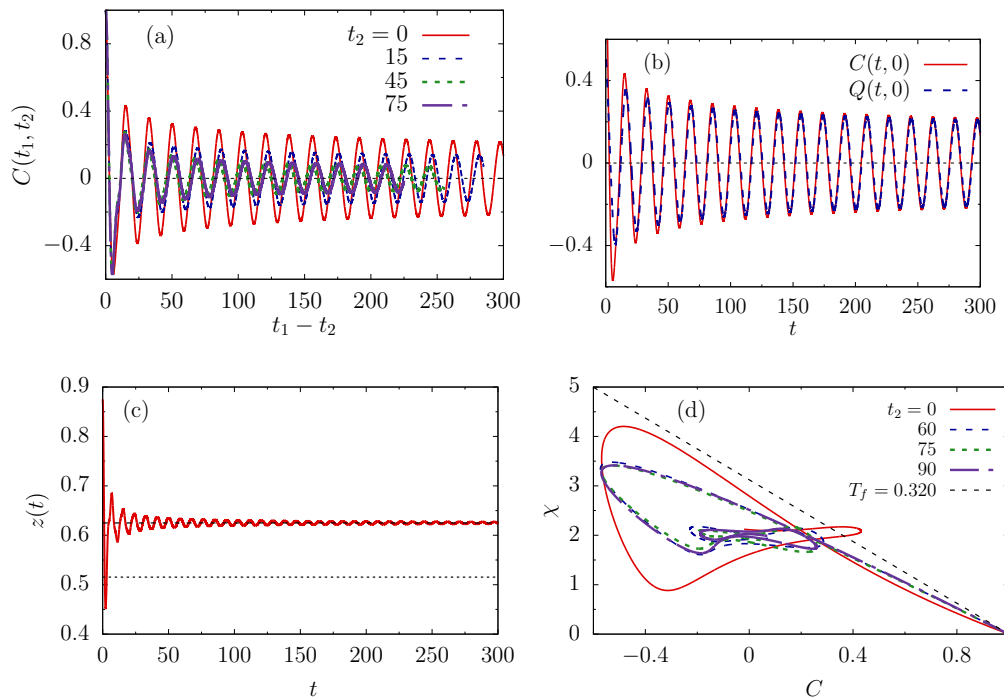 (a)
t₂ = 0
15
45
75
0.8
0.4
0
−0.4
C(t₁, t₂)
0 50 100 150 200 250 300
t₁ − t₂
(b)
C(t, 0)
Q(t, 0)
0.4
0
−0.4
0 50 100 150 200 250 300
t
(c)
0.9
0.8
0.7
0.6
0.5
0.4
z(t)
0 50 100 150 200 250 300
t
(d)
t₂ = 0
60
75
90
T_f = 0.320
5
4
3
2
1
0
χ
−0.4 0 0.4 0.8
C